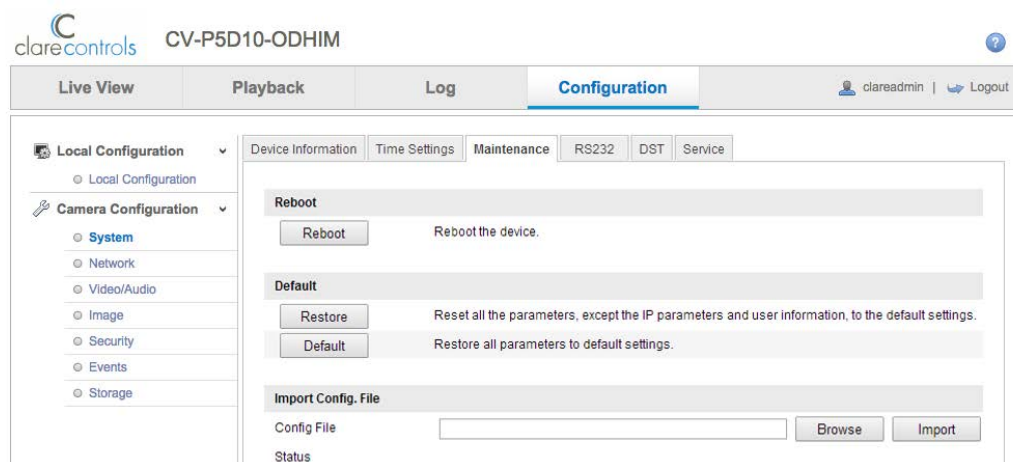 clarecontrols CV-P5D10-ODHIM
?
Live View Playback Log Configuration clareadmin | Logout
Local Configuration
Local Configuration
Camera Configuration
System
Network
Video/Audio
Image
Security
Events
Storage
Device Information Time Settings Maintenance RS232 DST Service
Reboot
Reboot Reboot the device.
Default
Restore Reset all the parameters, except the IP parameters and user information, to the default settings.
Default Restore all parameters to default settings.
Import Config. File
Config File Browse Import
Status